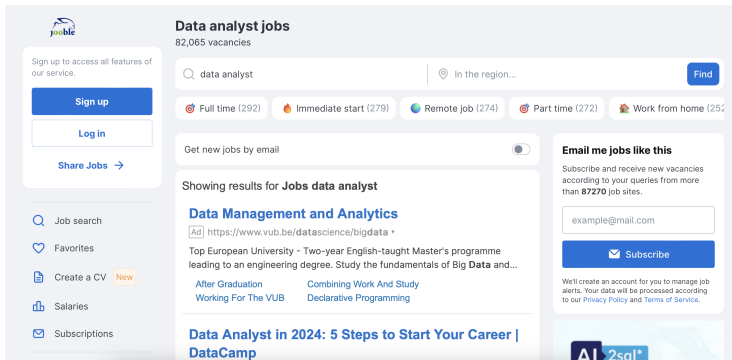 jooble
Sign up to access all features of
our service.
Sign up
Log in
Share Jobs
Job search
Favorites
Create a CV New
Salaries
Subscriptions
Data analyst jobs
82,065 vacancies
data analyst
In the region...
Find
Full time (292)
Immediate start (279)
Remote job (274)
Part time (272)
Work from home (252
Get new jobs by email
Showing results for Jobs data analyst
Data Management and Analytics
Ad https://www.vub.be/datascience/bigdata
Top European University - Two-year English-taught Master's programme
leading to an engineering degree. Study the fundamentals of Big Data and...
After Graduation
Combining Work And Study
Working For The VUB
Declarative Programming
Data Analyst in 2024: 5 Steps to Start Your Career |
DataCamp
Email me jobs like this
Subscribe and receive new vacancies
according to your queries from more
than 87270 job sites.
example@mail.com
Subscribe
We'll create an account for you to manage job
alerts. Your data will be processed according
to our Privacy Policy and Terms of Service.
AI 2sql*